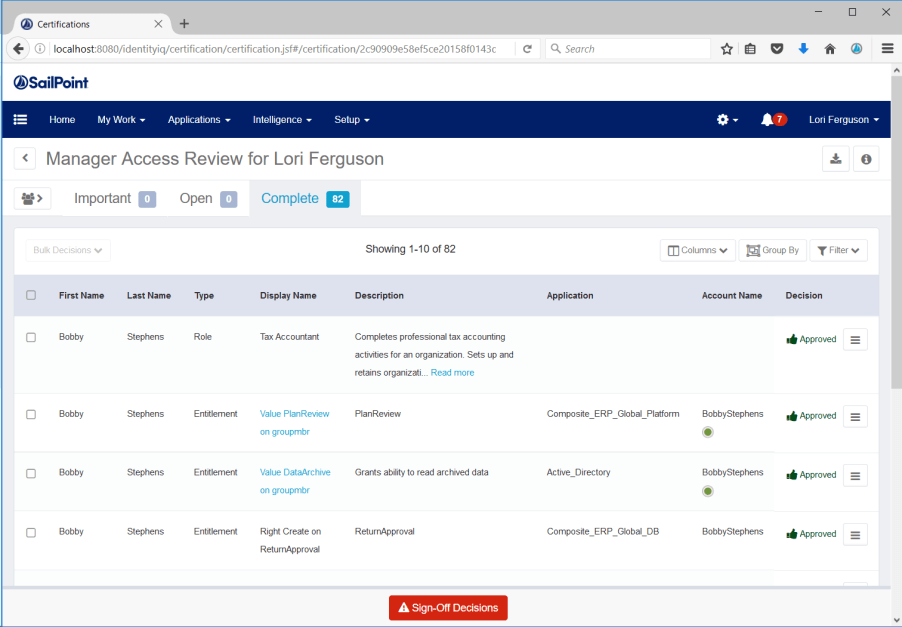 Certifications
localhost:8080/identityiq/certification/certification.jsf#/certification/2c90909e58ef5ce20158f0143c
Search
SailPoint
Home My Work Applications Intelligence Setup 7 Lori Ferguson
Manager Access Review for Lori Ferguson
Important 0 Open 0 Complete 82
Bulk Decisions Showing 1-10 of 82 Columns Group By Filter
First Name Last Name Type Display Name Description Application Account Name Decision
Bobby Stephens Role Tax Accountant Completes professional tax accounting Approved
activities for an organization. Sets up and
retains organizati... Read more
Bobby Stephens Entitlement Value PlanReview PlanReview Composite_ERP_Global_Platform BobbyStephens Approved
on groupmbr
Bobby Stephens Entitlement Value DataArchive Grants ability to read archived data Active_Directory BobbyStephens Approved
on groupmbr
Bobby Stephens Entitlement Right Create on ReturnApproval Composite_ERP_Global_DB BobbyStephens Approved
ReturnApproval
Sign-Off Decisions